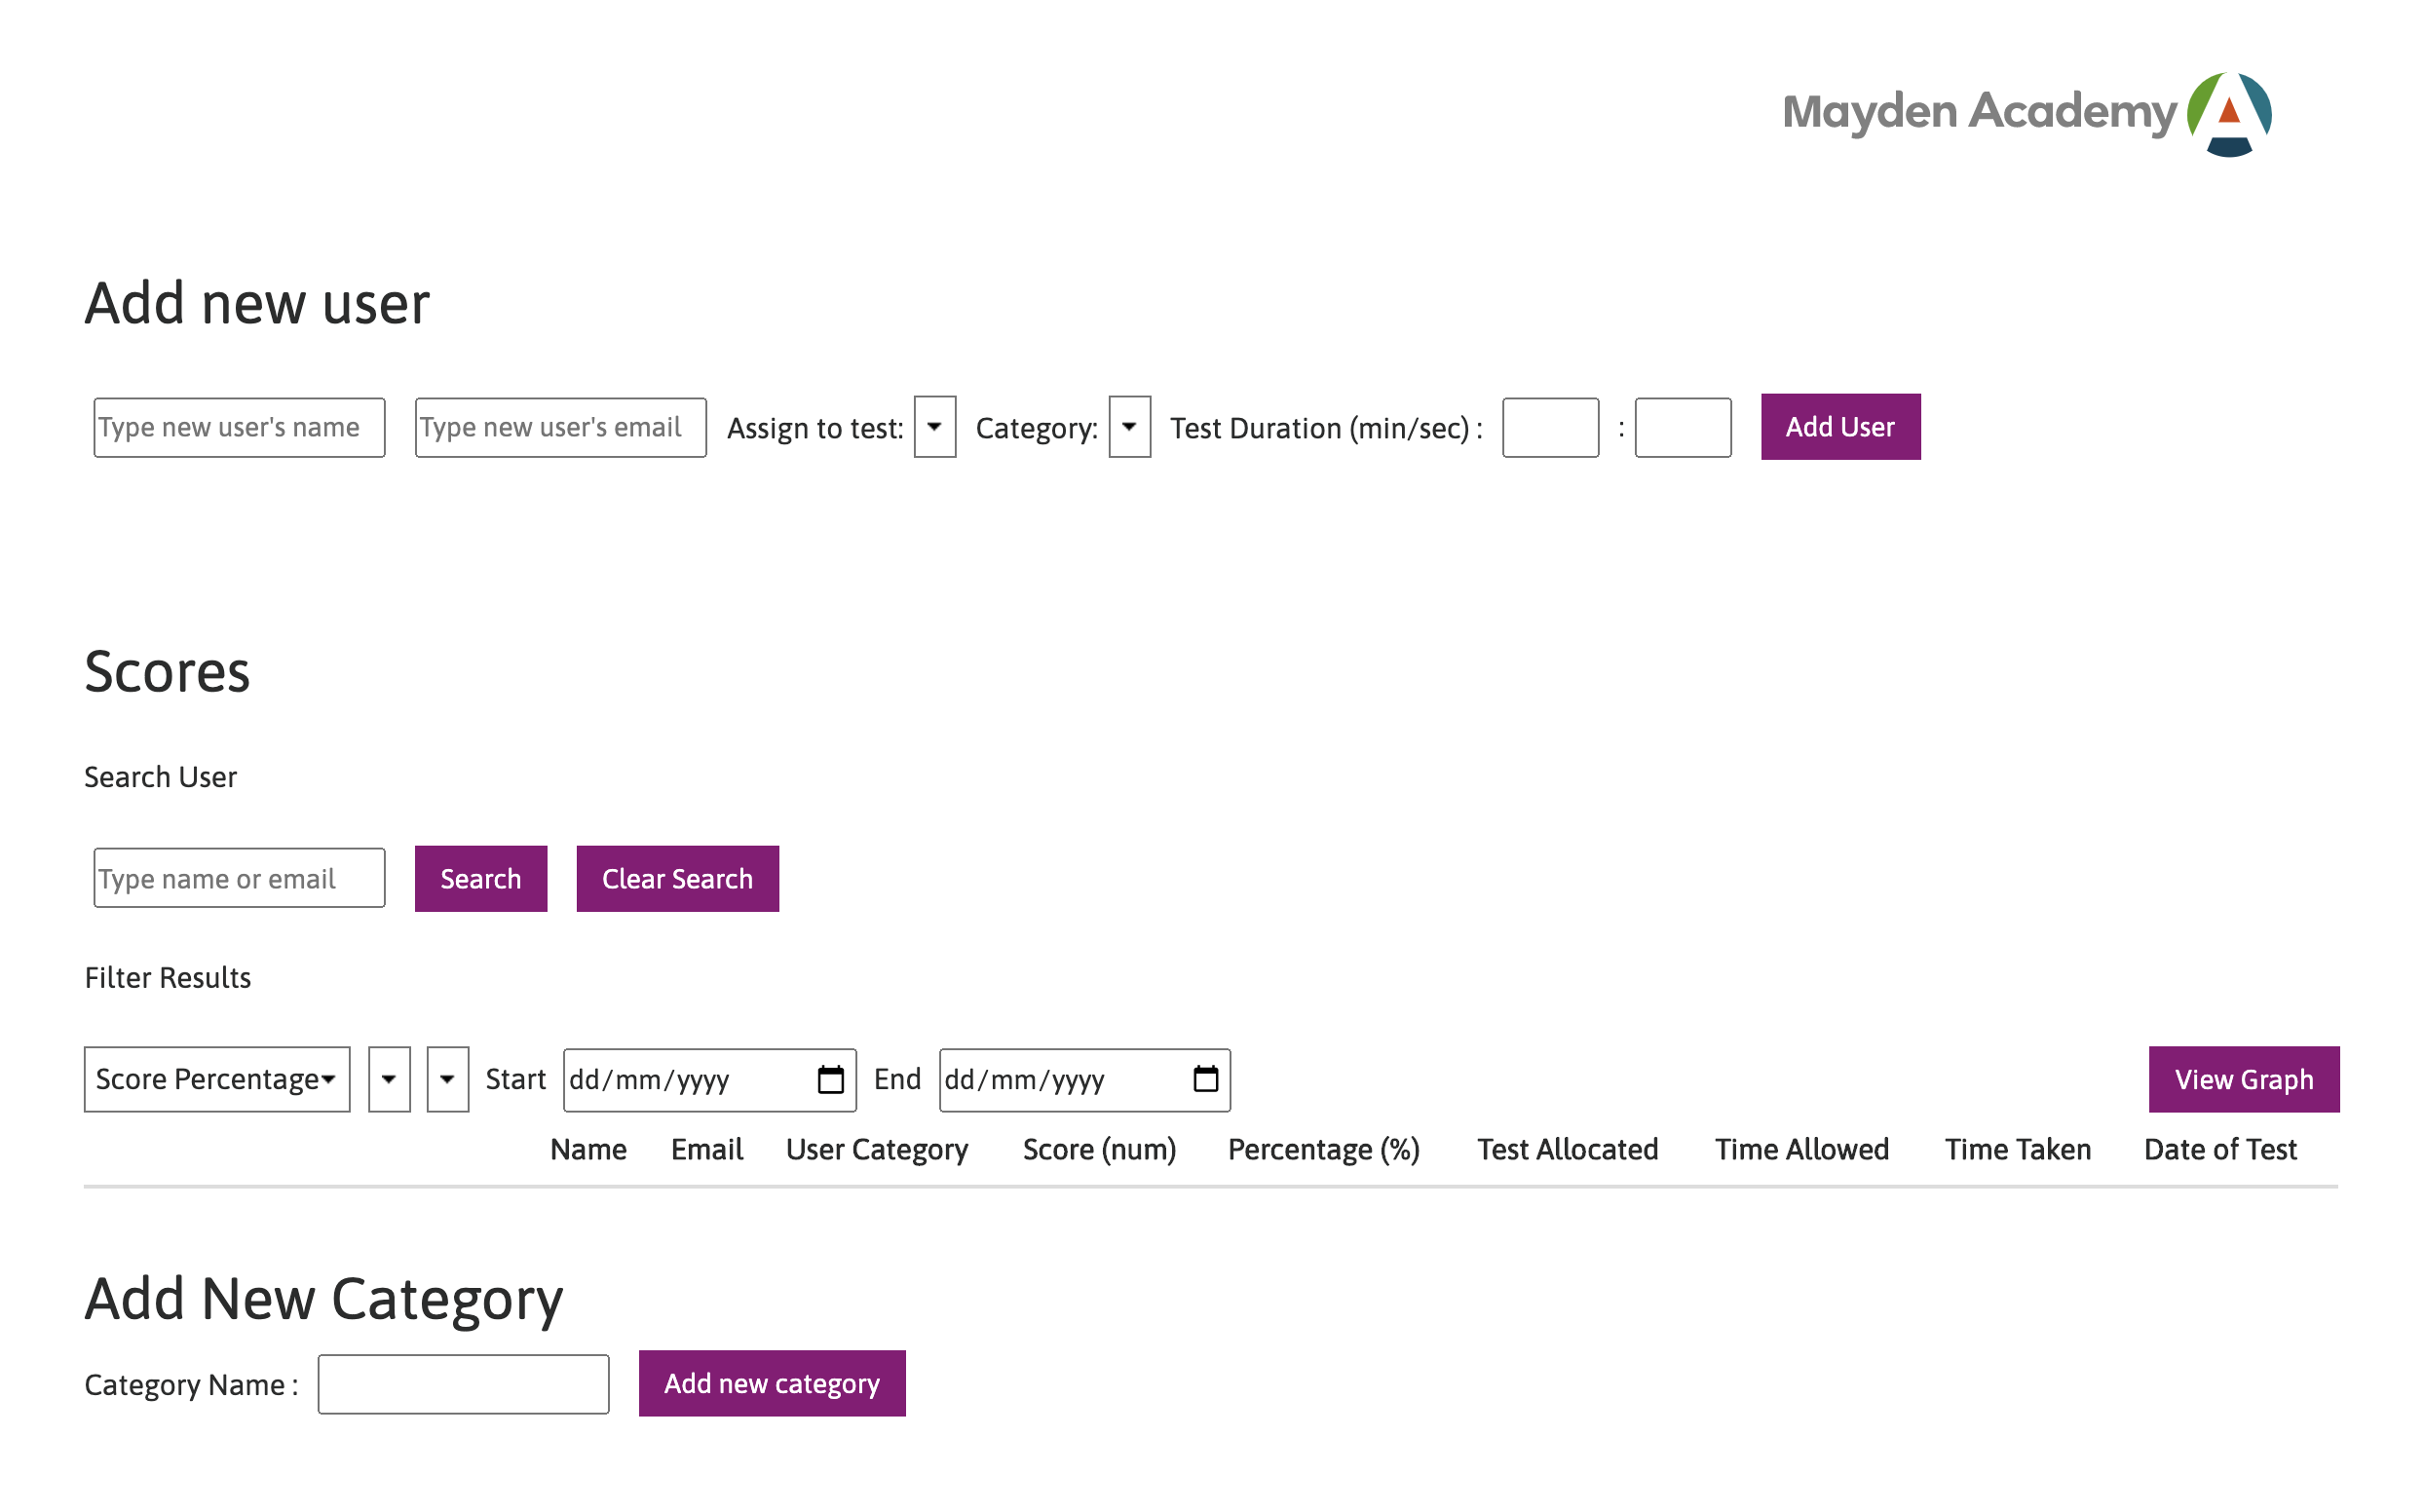 Mayden Academy
Add new user
Type new user's name Type new user's email Assign to test: Category: Test Duration (min/sec) : : Add User
Scores
Search User
Type name or email Search Clear Search
Filter Results
Score Percentage Start dd/mm/yyyy End dd/mm/yyyy View Graph
Name Email User Category Score (num) Percentage (%) Test Allocated Time Allowed Time Taken Date of Test
Add New Category
Category Name : Add new category